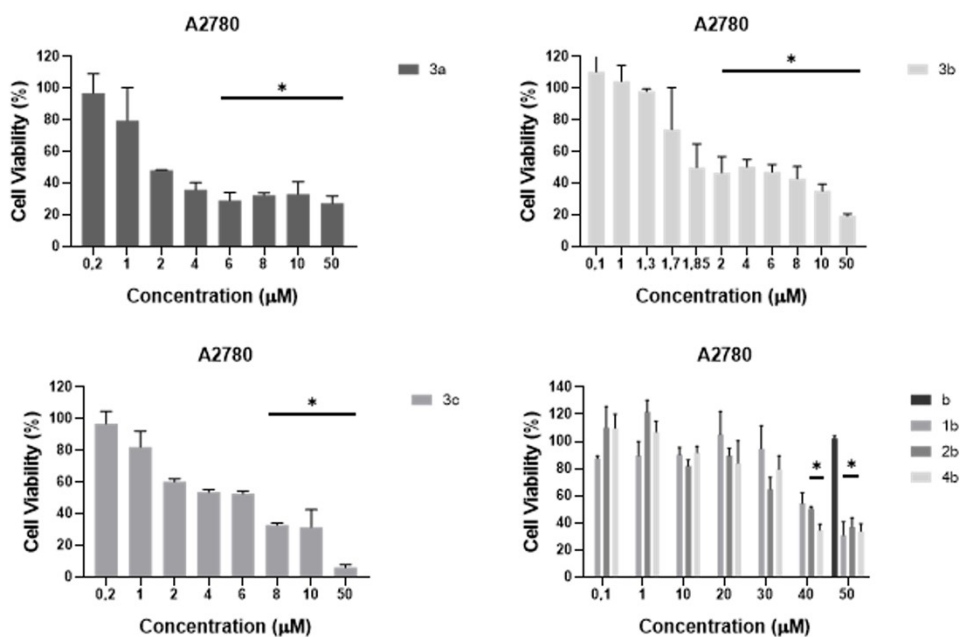 A2780
120
100
80
60
40
20
0
Cell Viability (%)
*
3a
0,2 1 2 4 6 8 10 50
Concentration (μM)
A2780
120
100
80
60
40
20
0
Cell Viability (%)
*
3b
0,1 1 1,3 1,7 1,85 2 4 6 8 10 50
Concentration (μM)
A2780
120
100
80
60
40
20
0
Cell Viability (%)
*
3c
0,2 1 2 4 6 8 10 50
Concentration (μM)
A2780
140
120
100
80
60
40
20
0
Cell Viability (%)
* *
b
1b
2b
4b
0,1 1 10 20 30 40 50
Concentration (μM)